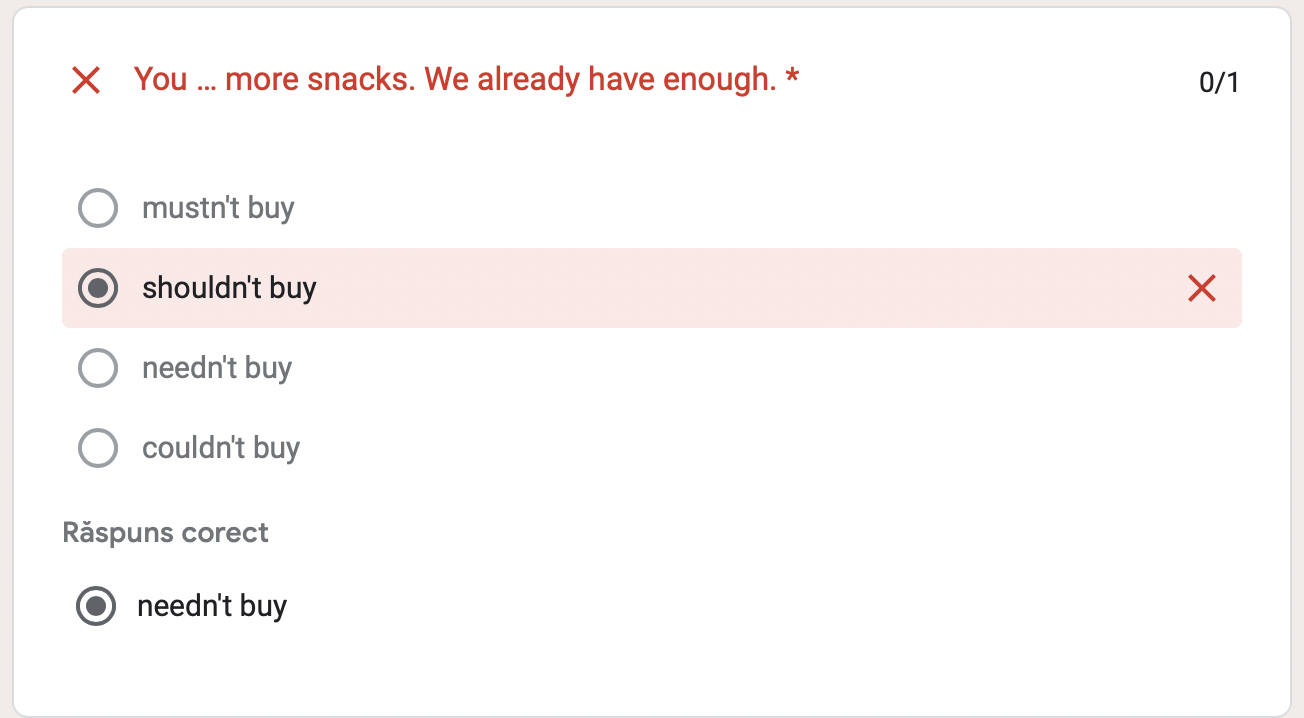 You ... more snacks. We already have enough. *
0/1
mustn't buy
shouldn't buy
needn't buy
couldn't buy
Răspuns corect
needn't buy